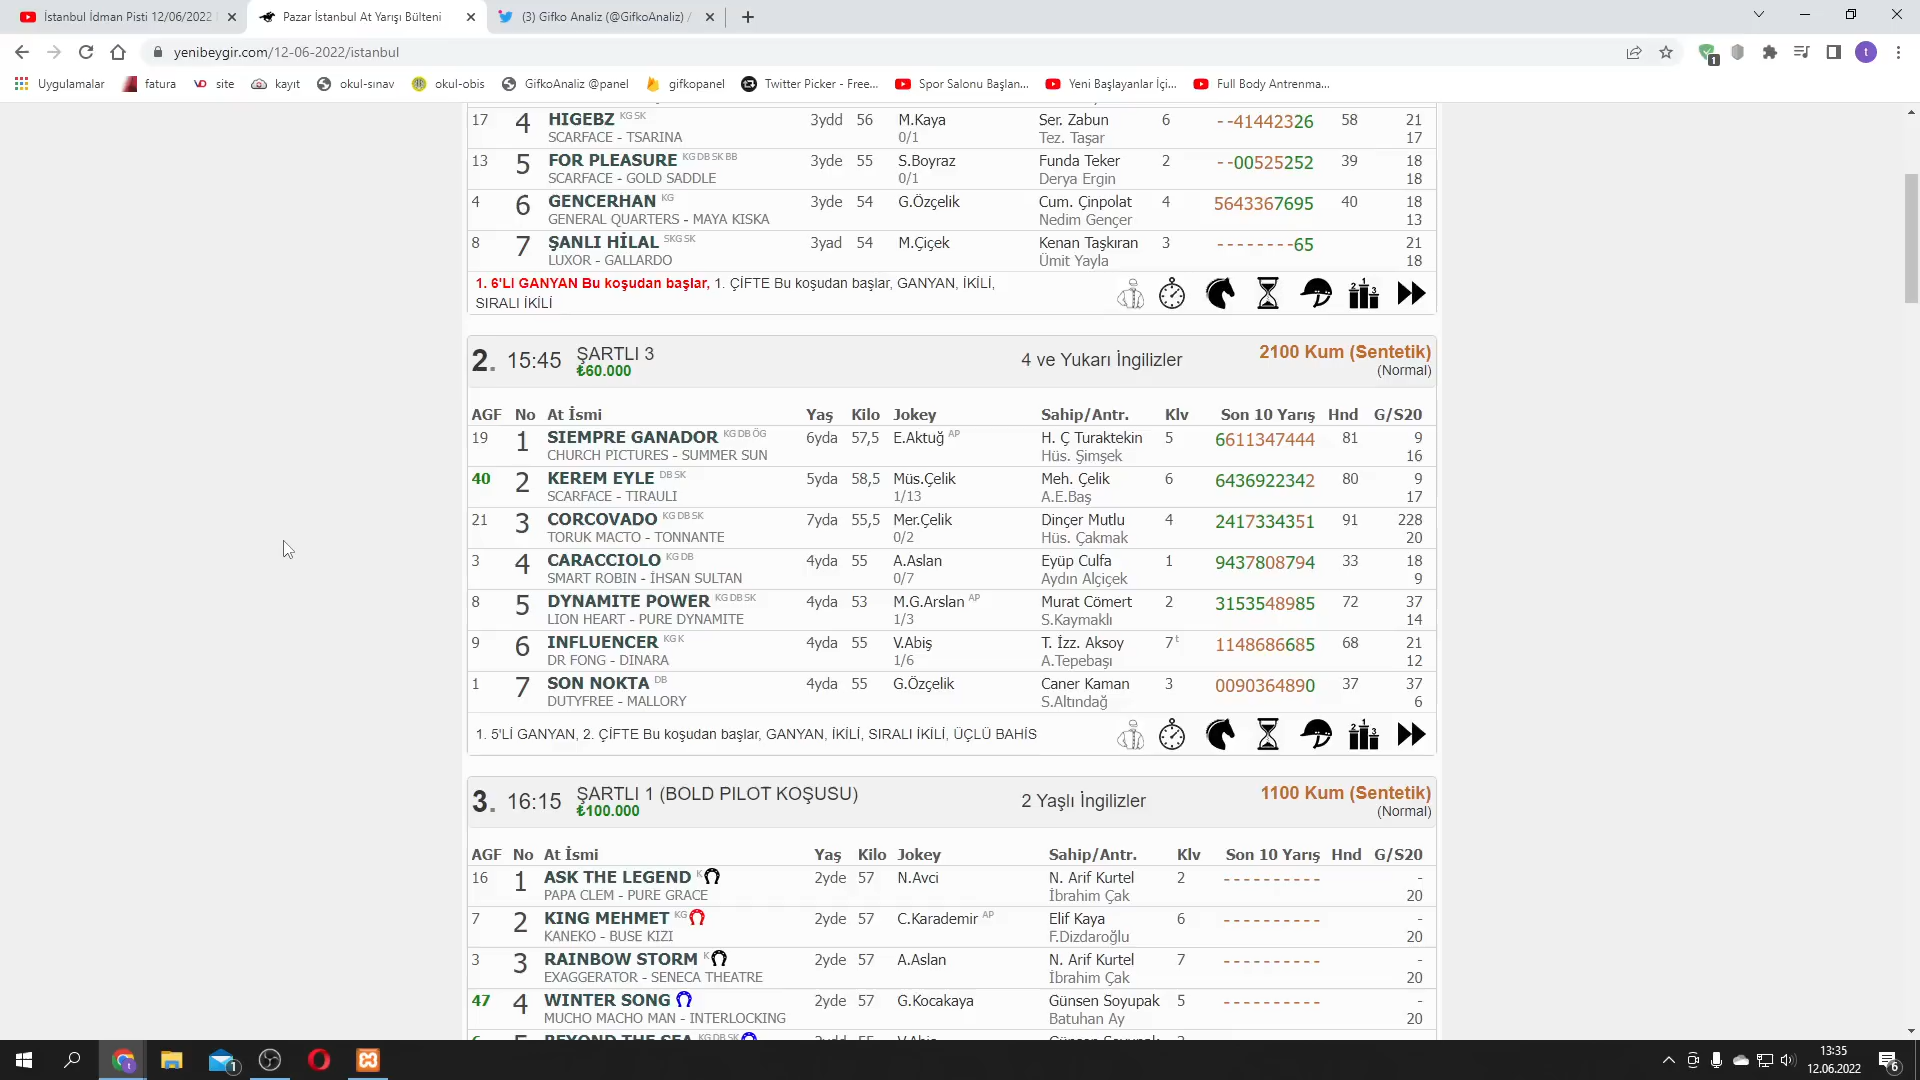 İstanbul İdman Pisti 12/06/2022
Pazar İstanbul At Yarışı Bülteni
(3) Gifko Analiz (@GifkoAnaliz) /
yenibeygir.com/12-06-2022/istanbul
1
t
Uygulamalar
fatura
VD site
kayıt
okul-sınav
okul-obis
GifkoAnaliz @panel
gifkopanel
Twitter Picker - Free...
Spor Salonu Başlan...
Yeni Başlayanlar İçi...
Full Body Antrenma...
17 4 HIGEBZ KG SK 3ydd 56 M.Kaya Ser. Zabun 6 --41442326 58 21
SCARFACE - TSARINA 0/1 Tez. Taşar 17
13 5 FOR PLEASURE KG DB SK BB 3yde 55 S.Boyraz Funda Teker 2 --00525252 39 18
SCARFACE - GOLD SADDLE 0/1 Derya Ergin 18
4 6 GENCERHAN KG 3yde 54 G.Özçelik Cum. Çinpolat 4 5643367695 40 18
GENERAL QUARTERS - MAYA KISKA Nedim Gençer 13
8 7 ŞANLI HİLAL SKG SK 3yad 54 M.Çiçek Kenan Taşkıran 3 --------65 21
LUXOR - GALLARDO Ümit Yayla 18
1. 6'LI GANYAN Bu koşudan başlar, 1. ÇİFTE Bu koşudan başlar, GANYAN, İKİLİ,
SIRALI İKİLİ
2. 15:45 ŞARTLI 3 4 ve Yukarı İngilizler 2100 Kum (Sentetik)
₺60.000 (Normal)
AGF No At İsmi Yaş Kilo Jokey Sahip/Antr. Klv Son 10 Yarış Hnd G/S20
19 1 SIEMPRE GANADOR KG DB ÖG 6yda 57,5 E.Aktuğ AP H. Ç Turaktekin 5 6611347444 81 9
CHURCH PICTURES - SUMMER SUN Hüs. Şimşek 16
40 2 KEREM EYLE DB SK 5yda 58,5 Müs.Çelik Meh. Çelik 6 6436922342 80 9
SCARFACE - TIRAULI 1/13 A.E.Baş 17
21 3 CORCOVADO KG DB SK 7yda 55,5 Mer.Çelik Dinçer Mutlu 4 2417334351 91 228
TORUK MACTO - TONNANTE 0/2 Hüs. Çakmak 20
3 4 CARACCIOLO KG DB 4yda 55 A.Aslan Eyüp Culfa 1 9437808794 33 18
SMART ROBIN - İHSAN SULTAN 0/7 Aydın Alçiçek 9
8 5 DYNAMITE POWER KG DB SK 4yda 53 M.G.Arslan AP Murat Cömert 2 3153548985 72 37
LION HEART - PURE DYNAMITE 1/3 S.Kaymaklı 14
9 6 INFLUENCER KG K 4yda 55 V.Abiş T. İzz. Aksoy 7t 1148686685 68 21
DR FONG - DINARA 1/6 A.Tepebaşı 12
1 7 SON NOKTA DB 4yda 55 G.Özçelik Caner Kaman 3 0090364890 37 37
DUTYFREE - MALLORY S.Altındağ 6
1. 5'Lİ GANYAN, 2. ÇİFTE Bu koşudan başlar, GANYAN, İKİLİ, SIRALI İKİLİ, ÜÇLÜ BAHİS
3. 16:15 ŞARTLI 1 (BOLD PILOT KOŞUSU) 2 Yaşlı İngilizler 1100 Kum (Sentetik)
₺100.000 (Normal)
AGF No At İsmi Yaş Kilo Jokey Sahip/Antr. Klv Son 10 Yarış Hnd G/S20
16 1 ASK THE LEGEND K 2yde 57 N.Avci N. Arif Kurtel 2 ---------- -
PAPA CLEM - PURE GRACE İbrahim Çak 20
7 2 KING MEHMET KG 2yde 57 C.Karademir AP Elif Kaya 6 ---------- -
KANEKO - BUSE KIZI F.Dizdaroğlu 20
3 3 RAINBOW STORM K 2yde 57 A.Aslan N. Arif Kurtel 7 ---------- -
EXAGGERATOR - SENECA THEATRE İbrahim Çak 20
47 4 WINTER SONG 2yde 57 G.Kocakaya Günsen Soyupak 5 ---------- -
MUCHO MACHO MAN - INTERLOCKING Batuhan Ay 20
BEYOND THE SEA KG DB SK
1
13:35
12.06.2022
6